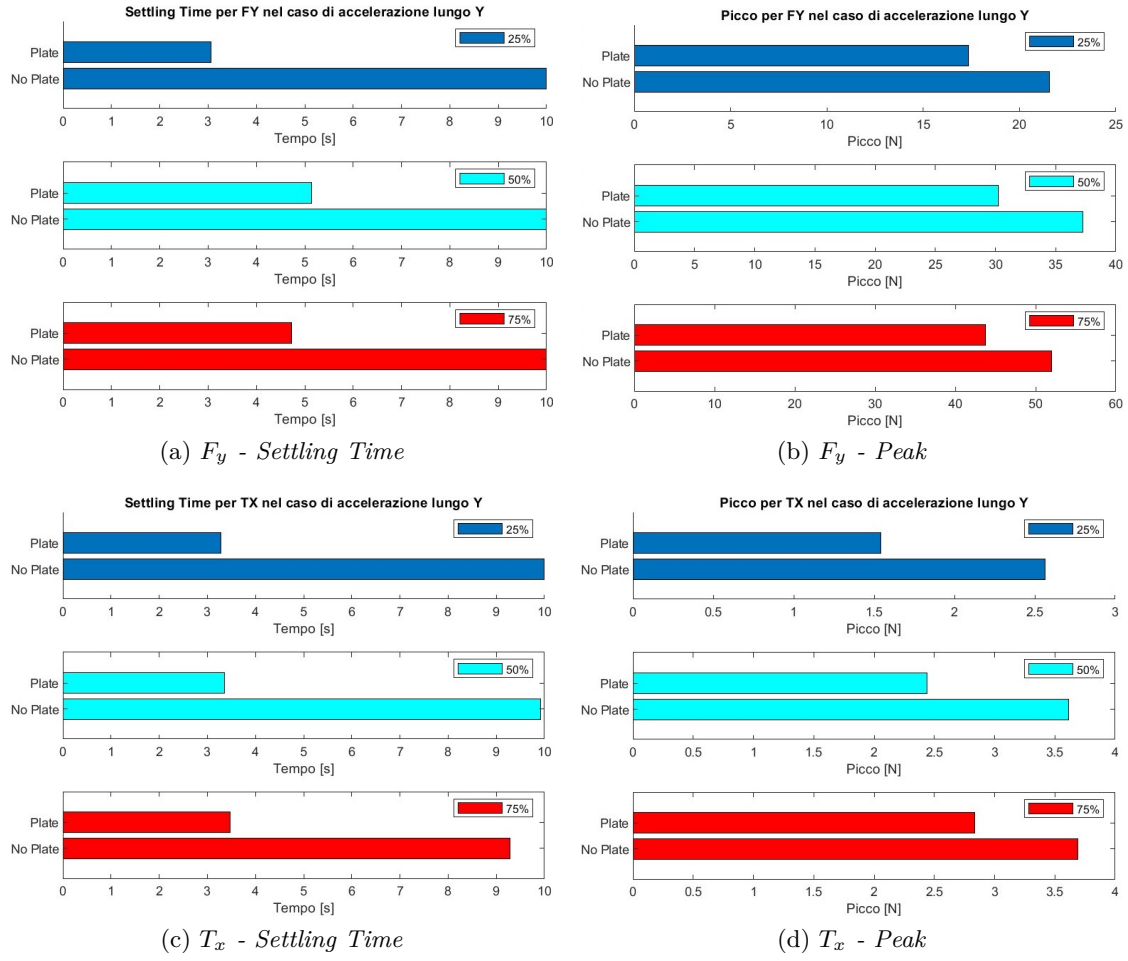 Settling Time per FY nel caso di accelerazione lungo Y
25%
Plate
No Plate
0 1 2 3 4 5 6 7 8 9 10
Tempo [s]
50%
Plate
No Plate
0 1 2 3 4 5 6 7 8 9 10
Tempo [s]
75%
Plate
No Plate
0 1 2 3 4 5 6 7 8 9 10
Tempo [s]
(a) Fy - Settling Time
Picco per FY nel caso di accelerazione lungo Y
25%
Plate
No Plate
0 5 10 15 20 25
Picco [N]
50%
Plate
No Plate
0 5 10 15 20 25 30 35 40
Picco [N]
75%
Plate
No Plate
0 10 20 30 40 50 60
Picco [N]
(b) Fy - Peak
Settling Time per TX nel caso di accelerazione lungo Y
25%
Plate
No Plate
0 1 2 3 4 5 6 7 8 9 10
Tempo [s]
50%
Plate
No Plate
0 1 2 3 4 5 6 7 8 9 10
Tempo [s]
75%
Plate
No Plate
0 1 2 3 4 5 6 7 8 9 10
Tempo [s]
(c) Tx - Settling Time
Picco per TX nel caso di accelerazione lungo Y
25%
Plate
No Plate
0 0.5 1 1.5 2 2.5 3
Picco [N]
50%
Plate
No Plate
0 0.5 1 1.5 2 2.5 3 3.5 4
Picco [N]
75%
Plate
No Plate
0 0.5 1 1.5 2 2.5 3 3.5 4
Picco [N]
(d) Tx - Peak